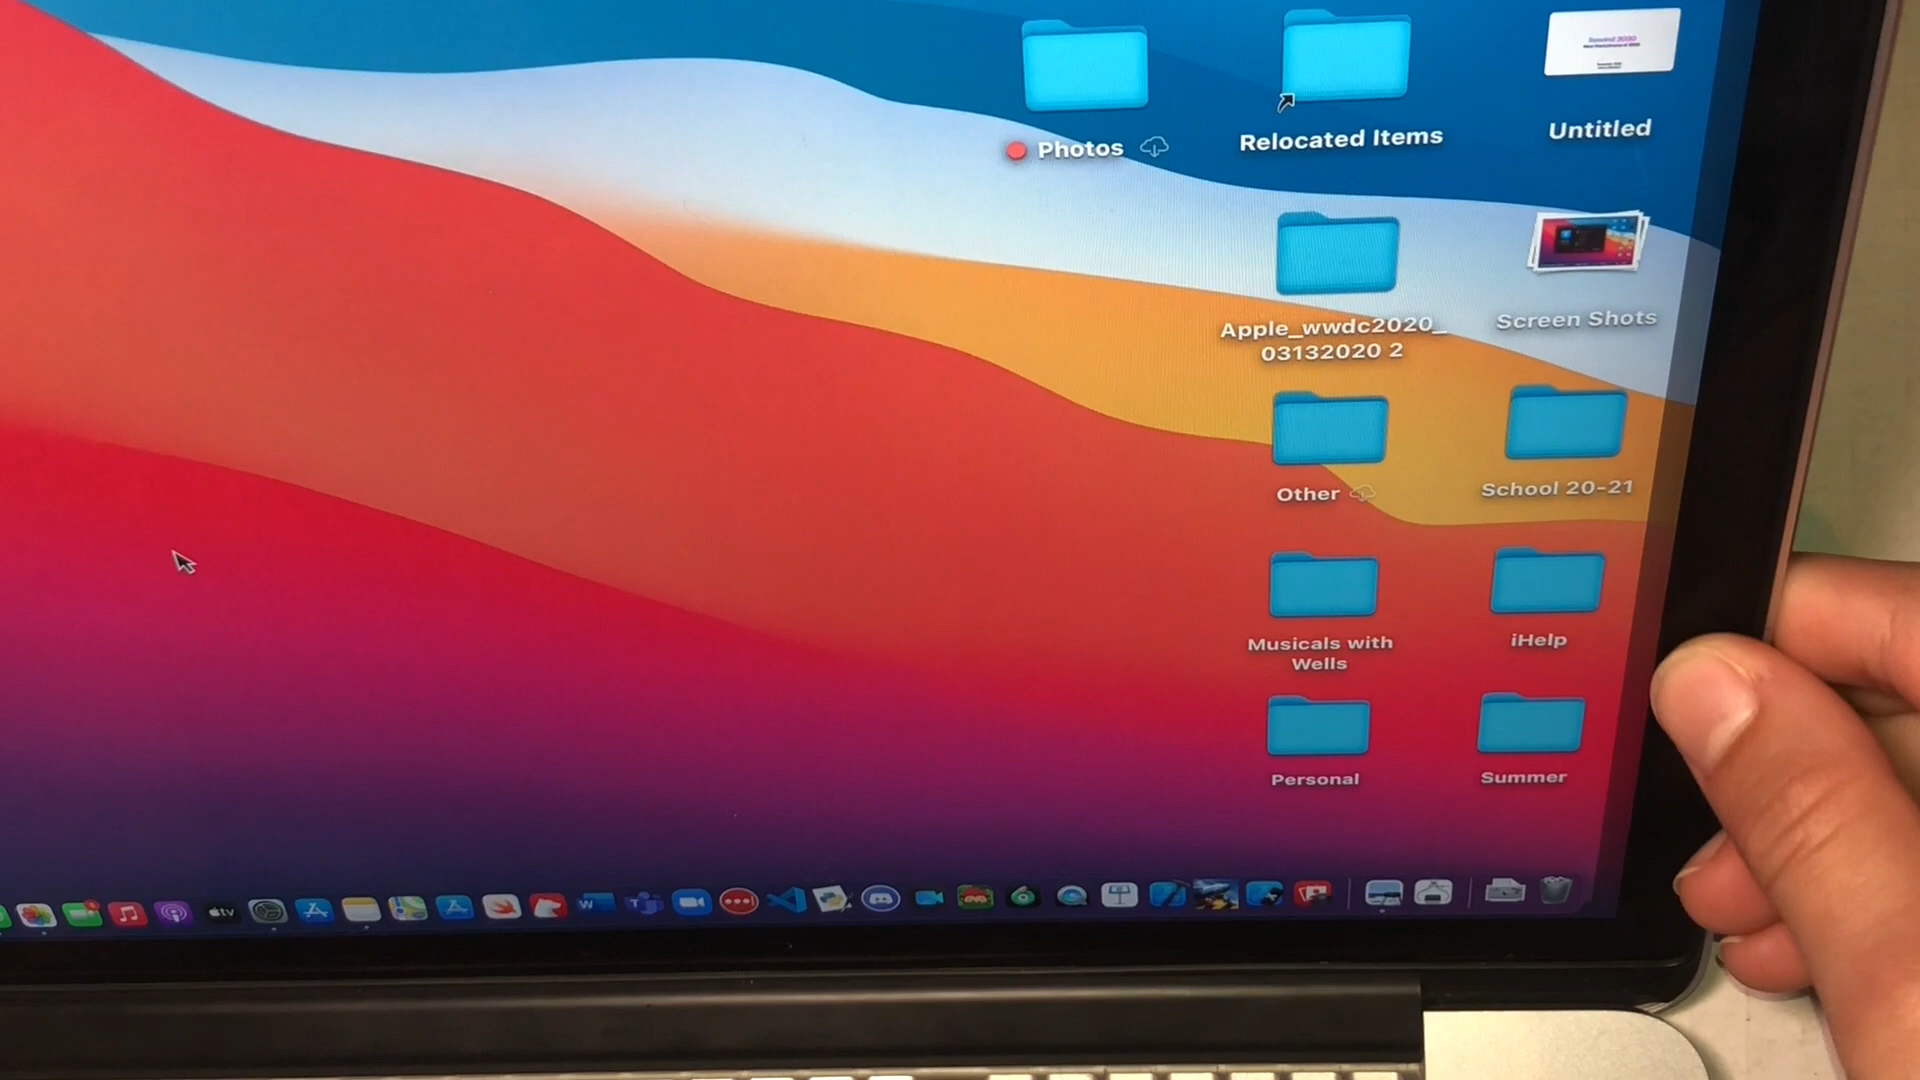 Photos
Relocated Items
Untitled
Apple_wwdc2020_
03132020 2
Screen Shots
Other
School 20-21
Musicals with
Wells
iHelp
Personal
Summer
tv